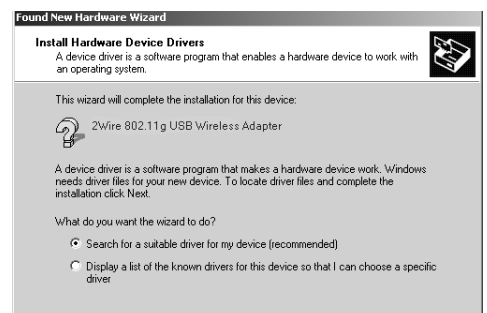 Found New Hardware Wizard
Install Hardware Device Drivers
A device driver is a software program that enables a hardware device to work with
an operating system.
This wizard will complete the installation for this device:
2Wire 802.11g USB Wireless Adapter
A device driver is a software program that makes a hardware device work. Windows
needs driver files for your new device. To locate driver files and complete the
installation click Next.
What do you want the wizard to do?
Search for a suitable driver for my device (recommended)
Display a list of the known drivers for this device so that I can choose a specific
driver